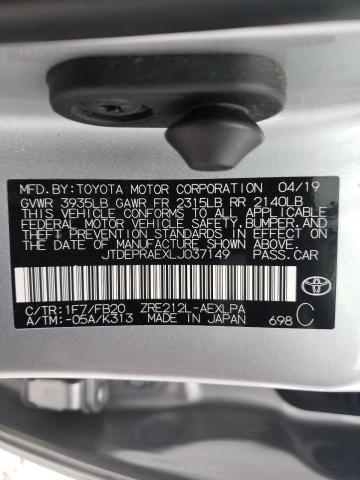 MFD.BY:TOYOTA MOTOR CORPORATION 04/19
GVWR 3935LB GAWR FR 2315LB RR 2140LB
THIS VEHICLE CONFORMS TO ALL APPLICABLE
FEDERAL MOTOR VEHICLE SAFETY, BUMPER, AND
THEFT PREVENTION STANDARDS IN EFFECT ON
THE DATE OF MANUFACTURE SHOWN ABOVE.
JTDEPRAEXLJ037149 PASS.CAR
C/TR:1F7/FB20 ZRE212L-AEXLPA
A/TM:-05A/K313 MADE IN JAPAN 698 C
TOYOTA